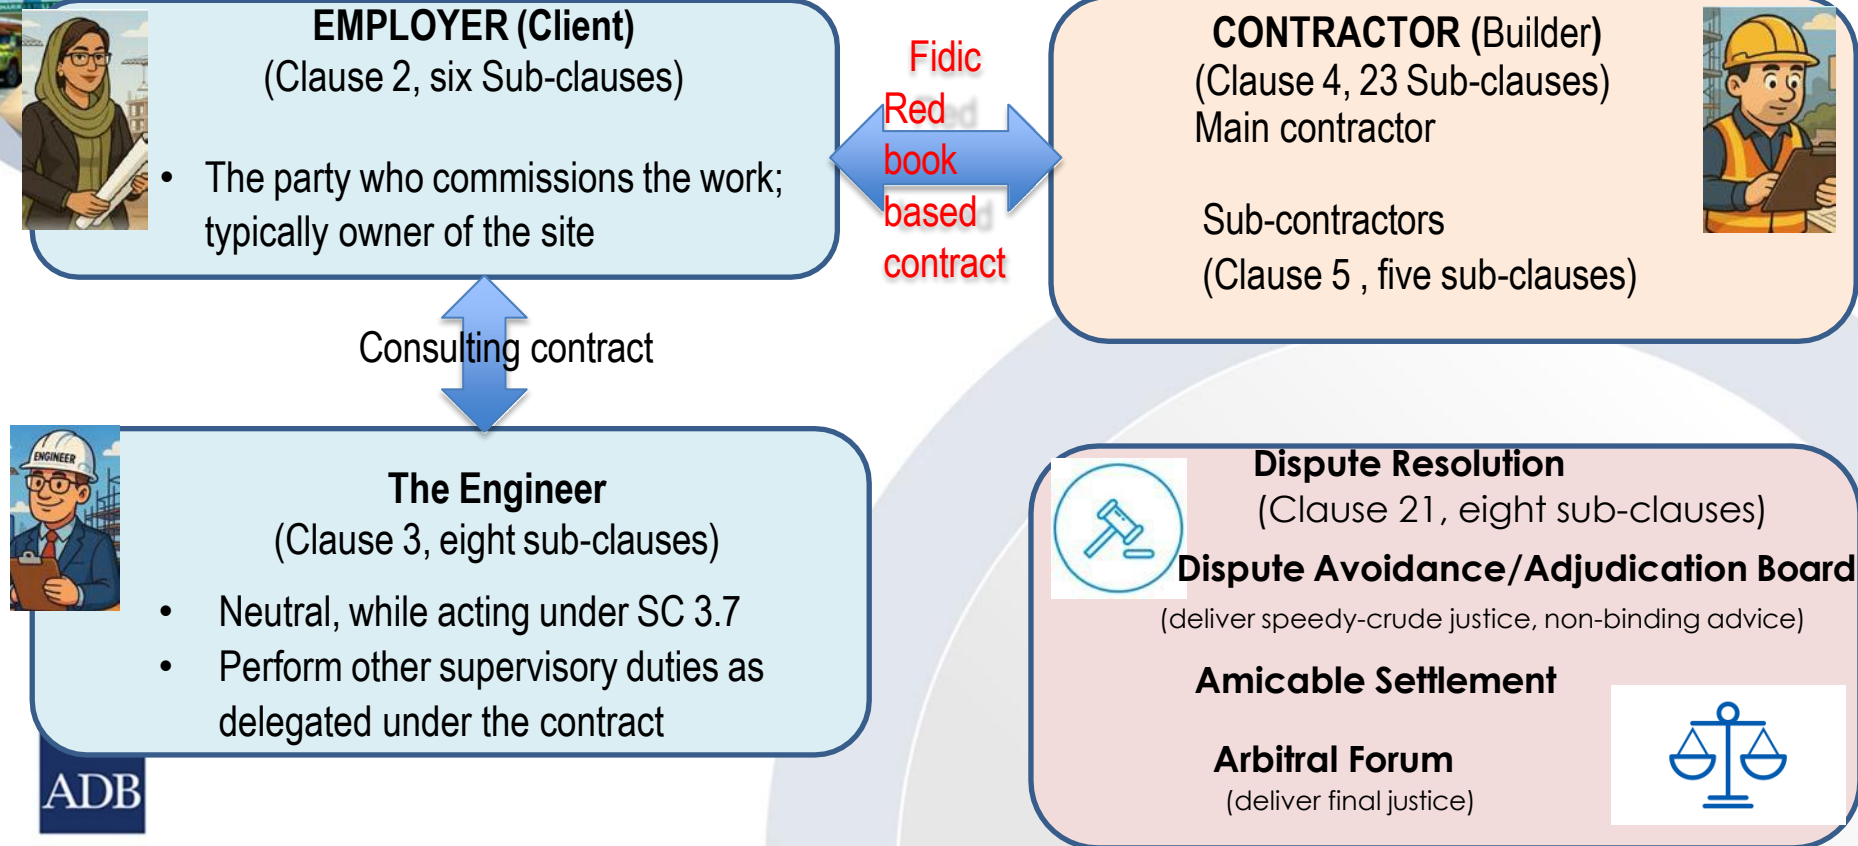 EMPLOYER (Client)
(Clause 2, six Sub-clauses)
• The party who commissions the work;
typically owner of the site
Fidic
Red
book
based
contract
CONTRACTOR (Builder)
(Clause 4, 23 Sub-clauses)
Main contractor
Sub-contractors
(Clause 5 , five sub-clauses)
Consulting contract
ENGINEER
The Engineer
(Clause 3, eight sub-clauses)
• Neutral, while acting under SC 3.7
• Perform other supervisory duties as
delegated under the contract
Dispute Resolution
(Clause 21, eight sub-clauses)
Dispute Avoidance/Adjudication Board
(deliver speedy-crude justice, non-binding advice)
Amicable Settlement
Arbitral Forum
(deliver final justice)
ADB